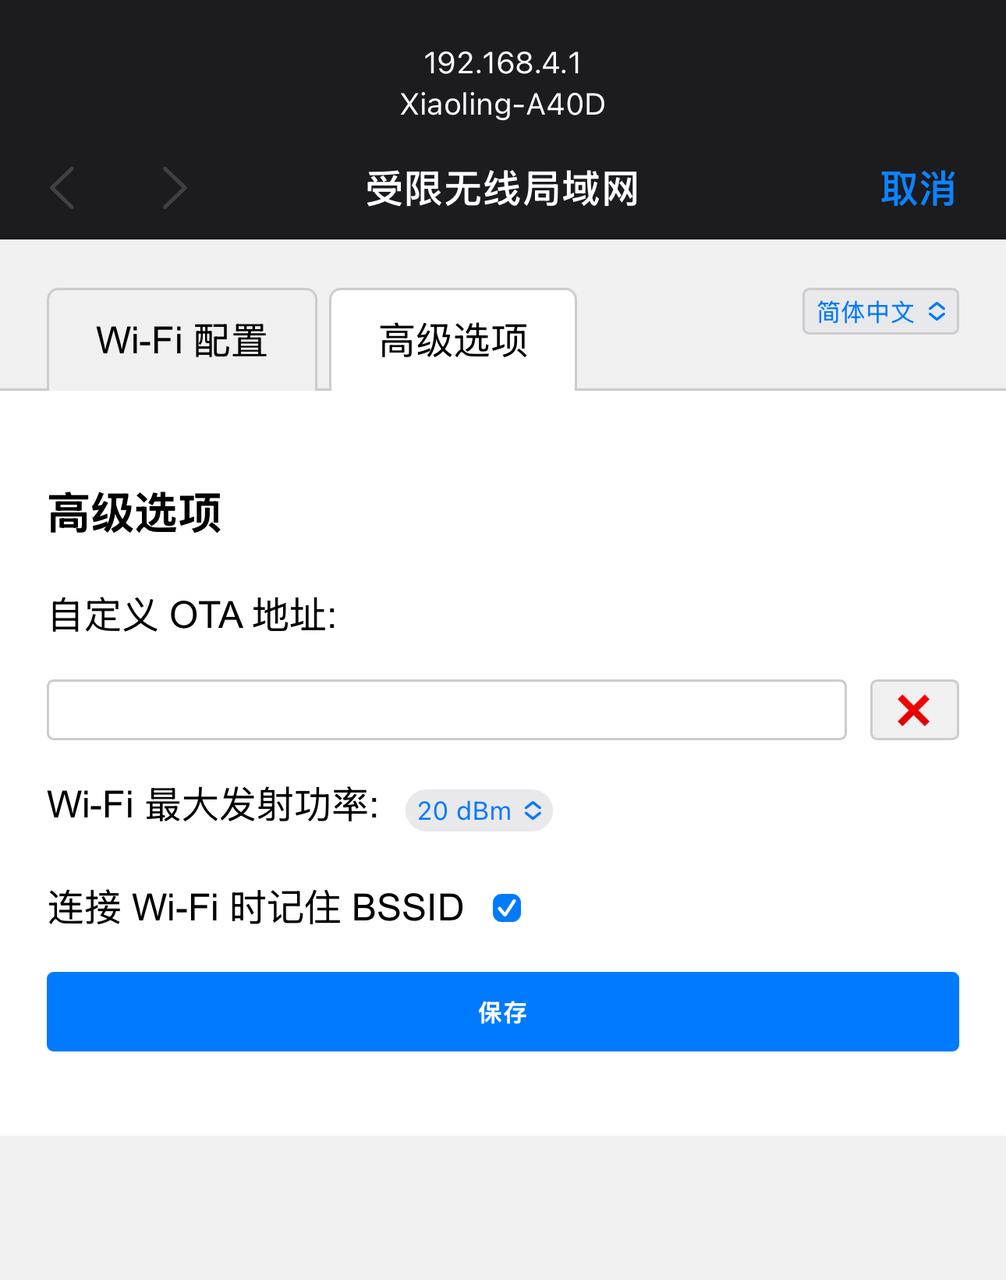 192.168.4.1
Xiaoling-A40D
受限无线局域网
取消
Wi-Fi 配置
高级选项
简体中文
高级选项
自定义 OTA 地址:
Wi-Fi 最大发射功率:
20 dBm
连接 Wi-Fi 时记住 BSSID
保存